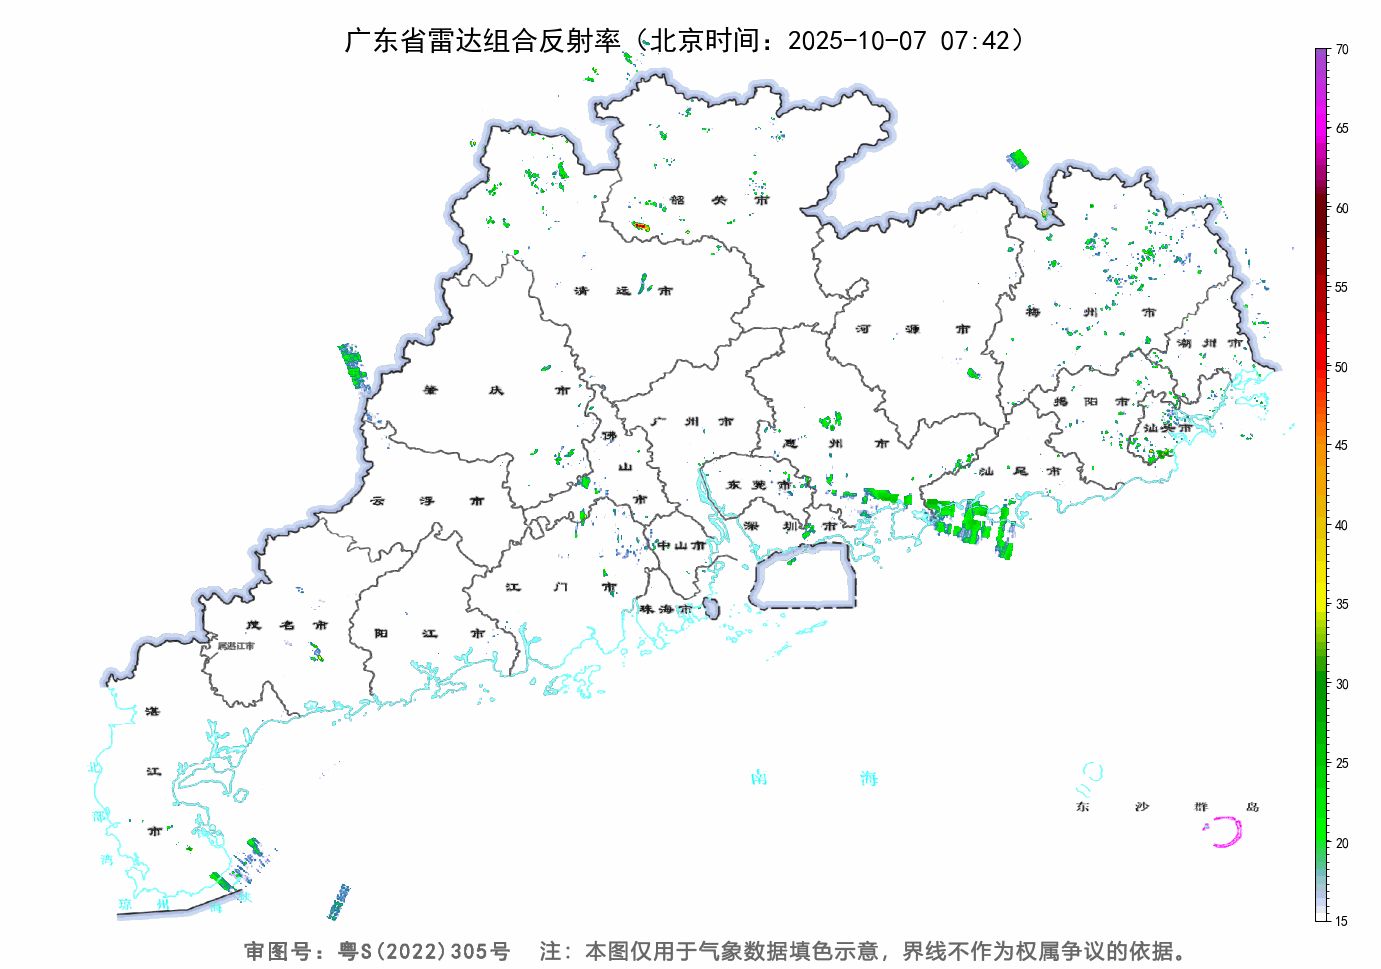 广东省雷达组合反射率（北京时间：2025-10-07 07:42）
70
65
60
55
50
45
40
35
30
25
20
15
韶关市
清远市
河源市
梅州市
潮州市
肇庆市
广州市
揭阳市
佛山市
惠州市
汕头市
云浮市
东莞市
汕尾市
深圳市
中山市
江门市
珠海市
茂名市
阳江市
属湛江市
湛江市
北部湾
南海
东沙群岛
琼州海峡
审图号：粤S(2022)305号 注：本图仅用于气象数据填色示意，界线不作为权属争议的依据。